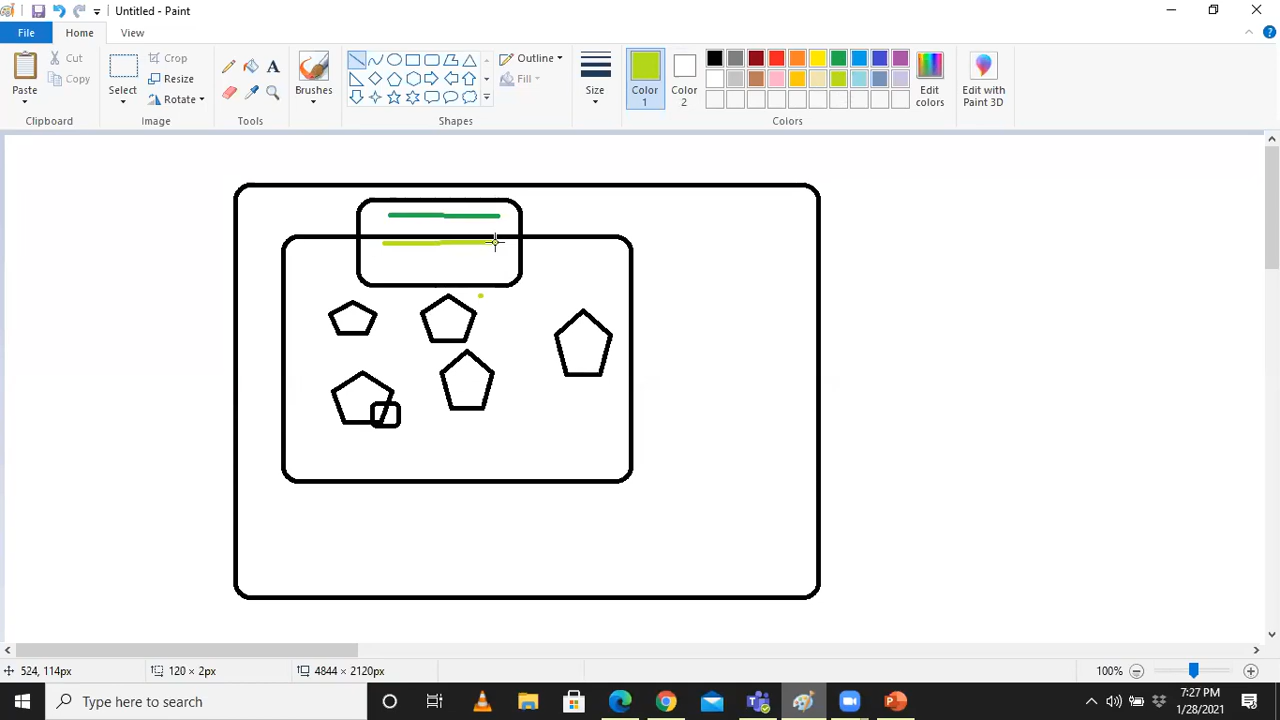 Untitled - Paint
File
Home
View
Paste
Cut
Copy
Clipboard
Select
Crop
Resize
Rotate
Image
A
Tools
Brushes
Outline
Fill
Shapes
Size
Color 1
Color 2
Edit colors
Edit with Paint 3D
Colors
524, 114px
120 × 2px
4844 × 2120px
100%
Type here to search
7:27 PM
1/28/2021